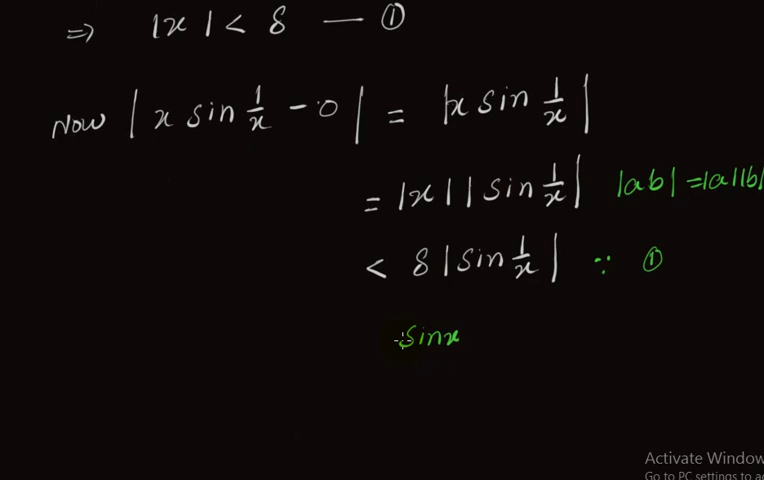 ⇒ |x| < δ — ①
Now | x sin 1/x - 0 | = |x sin 1/x |
= |x| | sin 1/x | |ab| = |a||b|
< δ |sin 1/x | ∵ ①
sinx
Activate Window
Go to PC settings to a